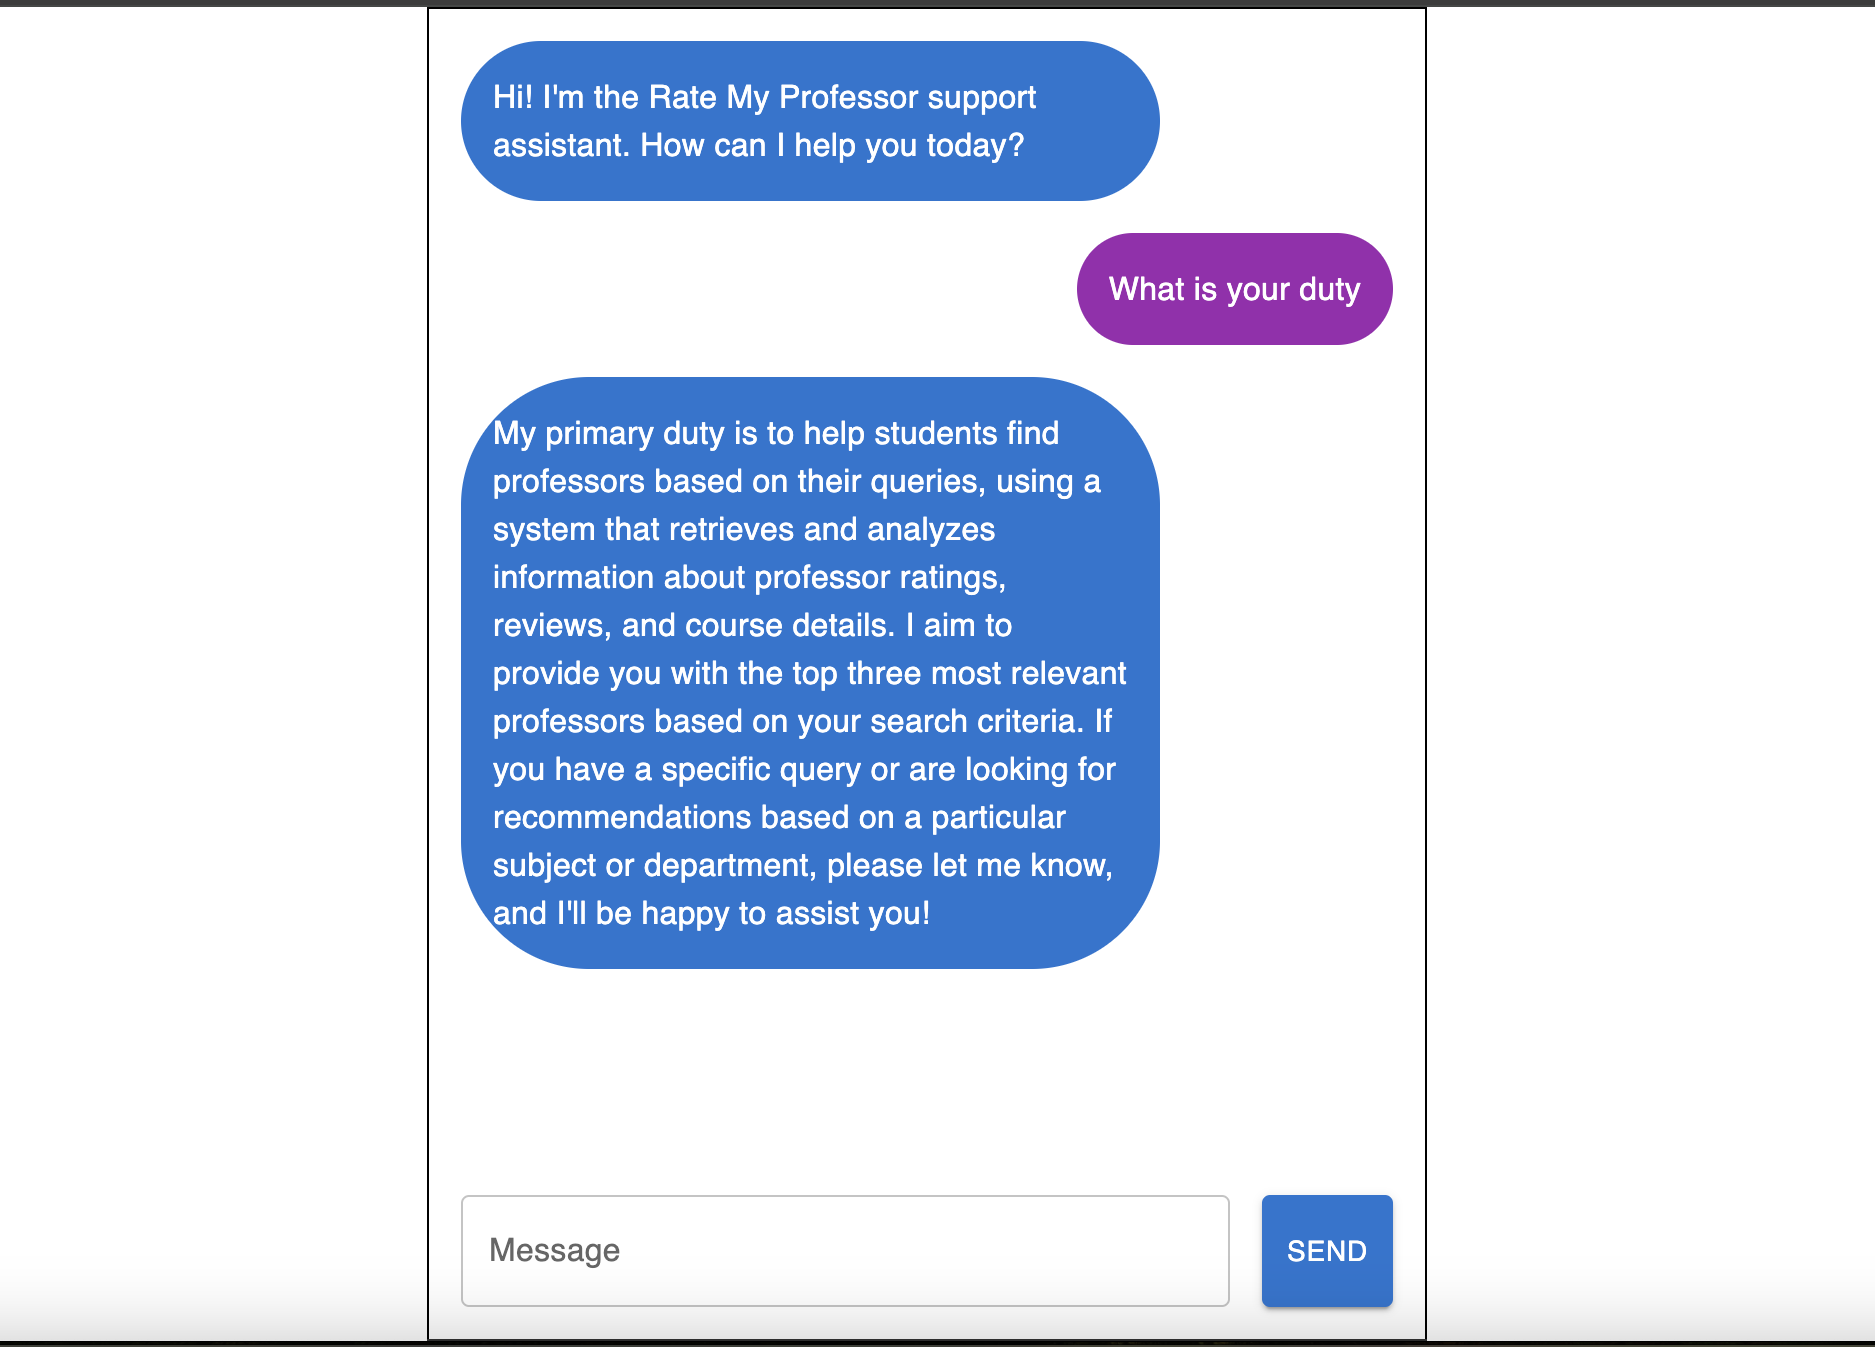 Hi! I'm the Rate My Professor support
assistant. How can I help you today?
What is your duty
My primary duty is to help students find
professors based on their queries, using a
system that retrieves and analyzes
information about professor ratings,
reviews, and course details. I aim to
provide you with the top three most relevant
professors based on your search criteria. If
you have a specific query or are looking for
recommendations based on a particular
subject or department, please let me know,
and I'll be happy to assist you!
Message
SEND